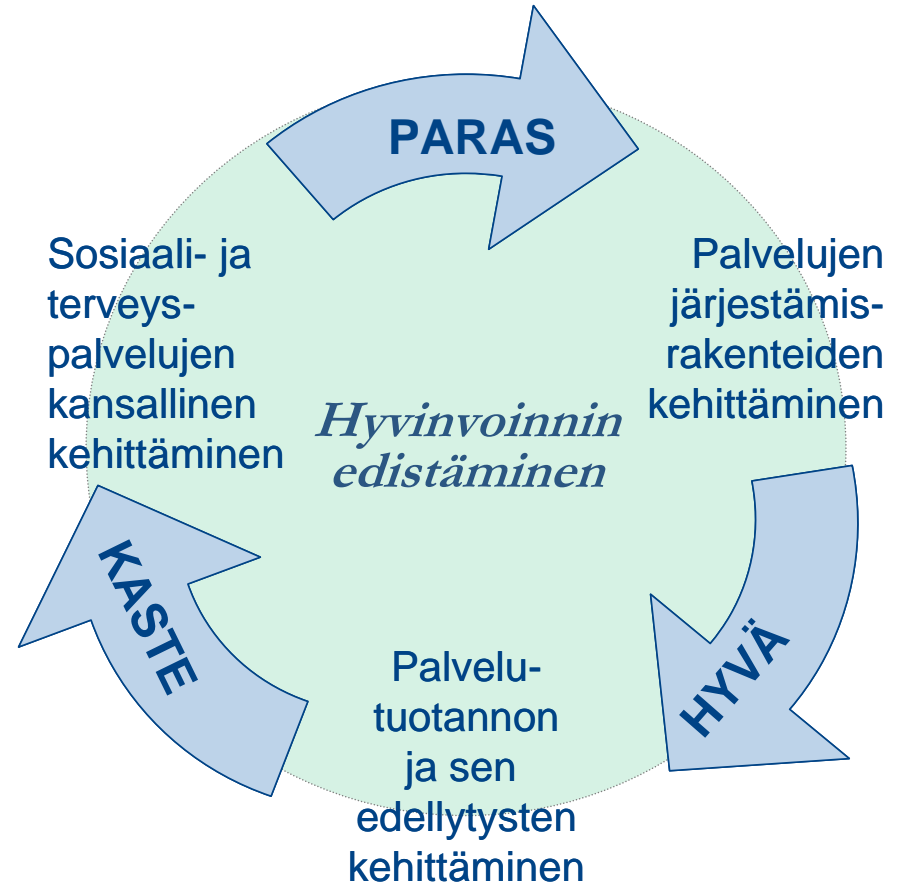 PARAS
Sosiaali- ja
terveys-
palvelujen
kansallinen
kehittäminen
Palvelujen
järjestämis-
rakenteiden
kehittäminen
Hyvinvoinnin
edistäminen
KASTE
HYVÄ
Palvelu-
tuotannon
ja sen
edellytysten
kehittäminen